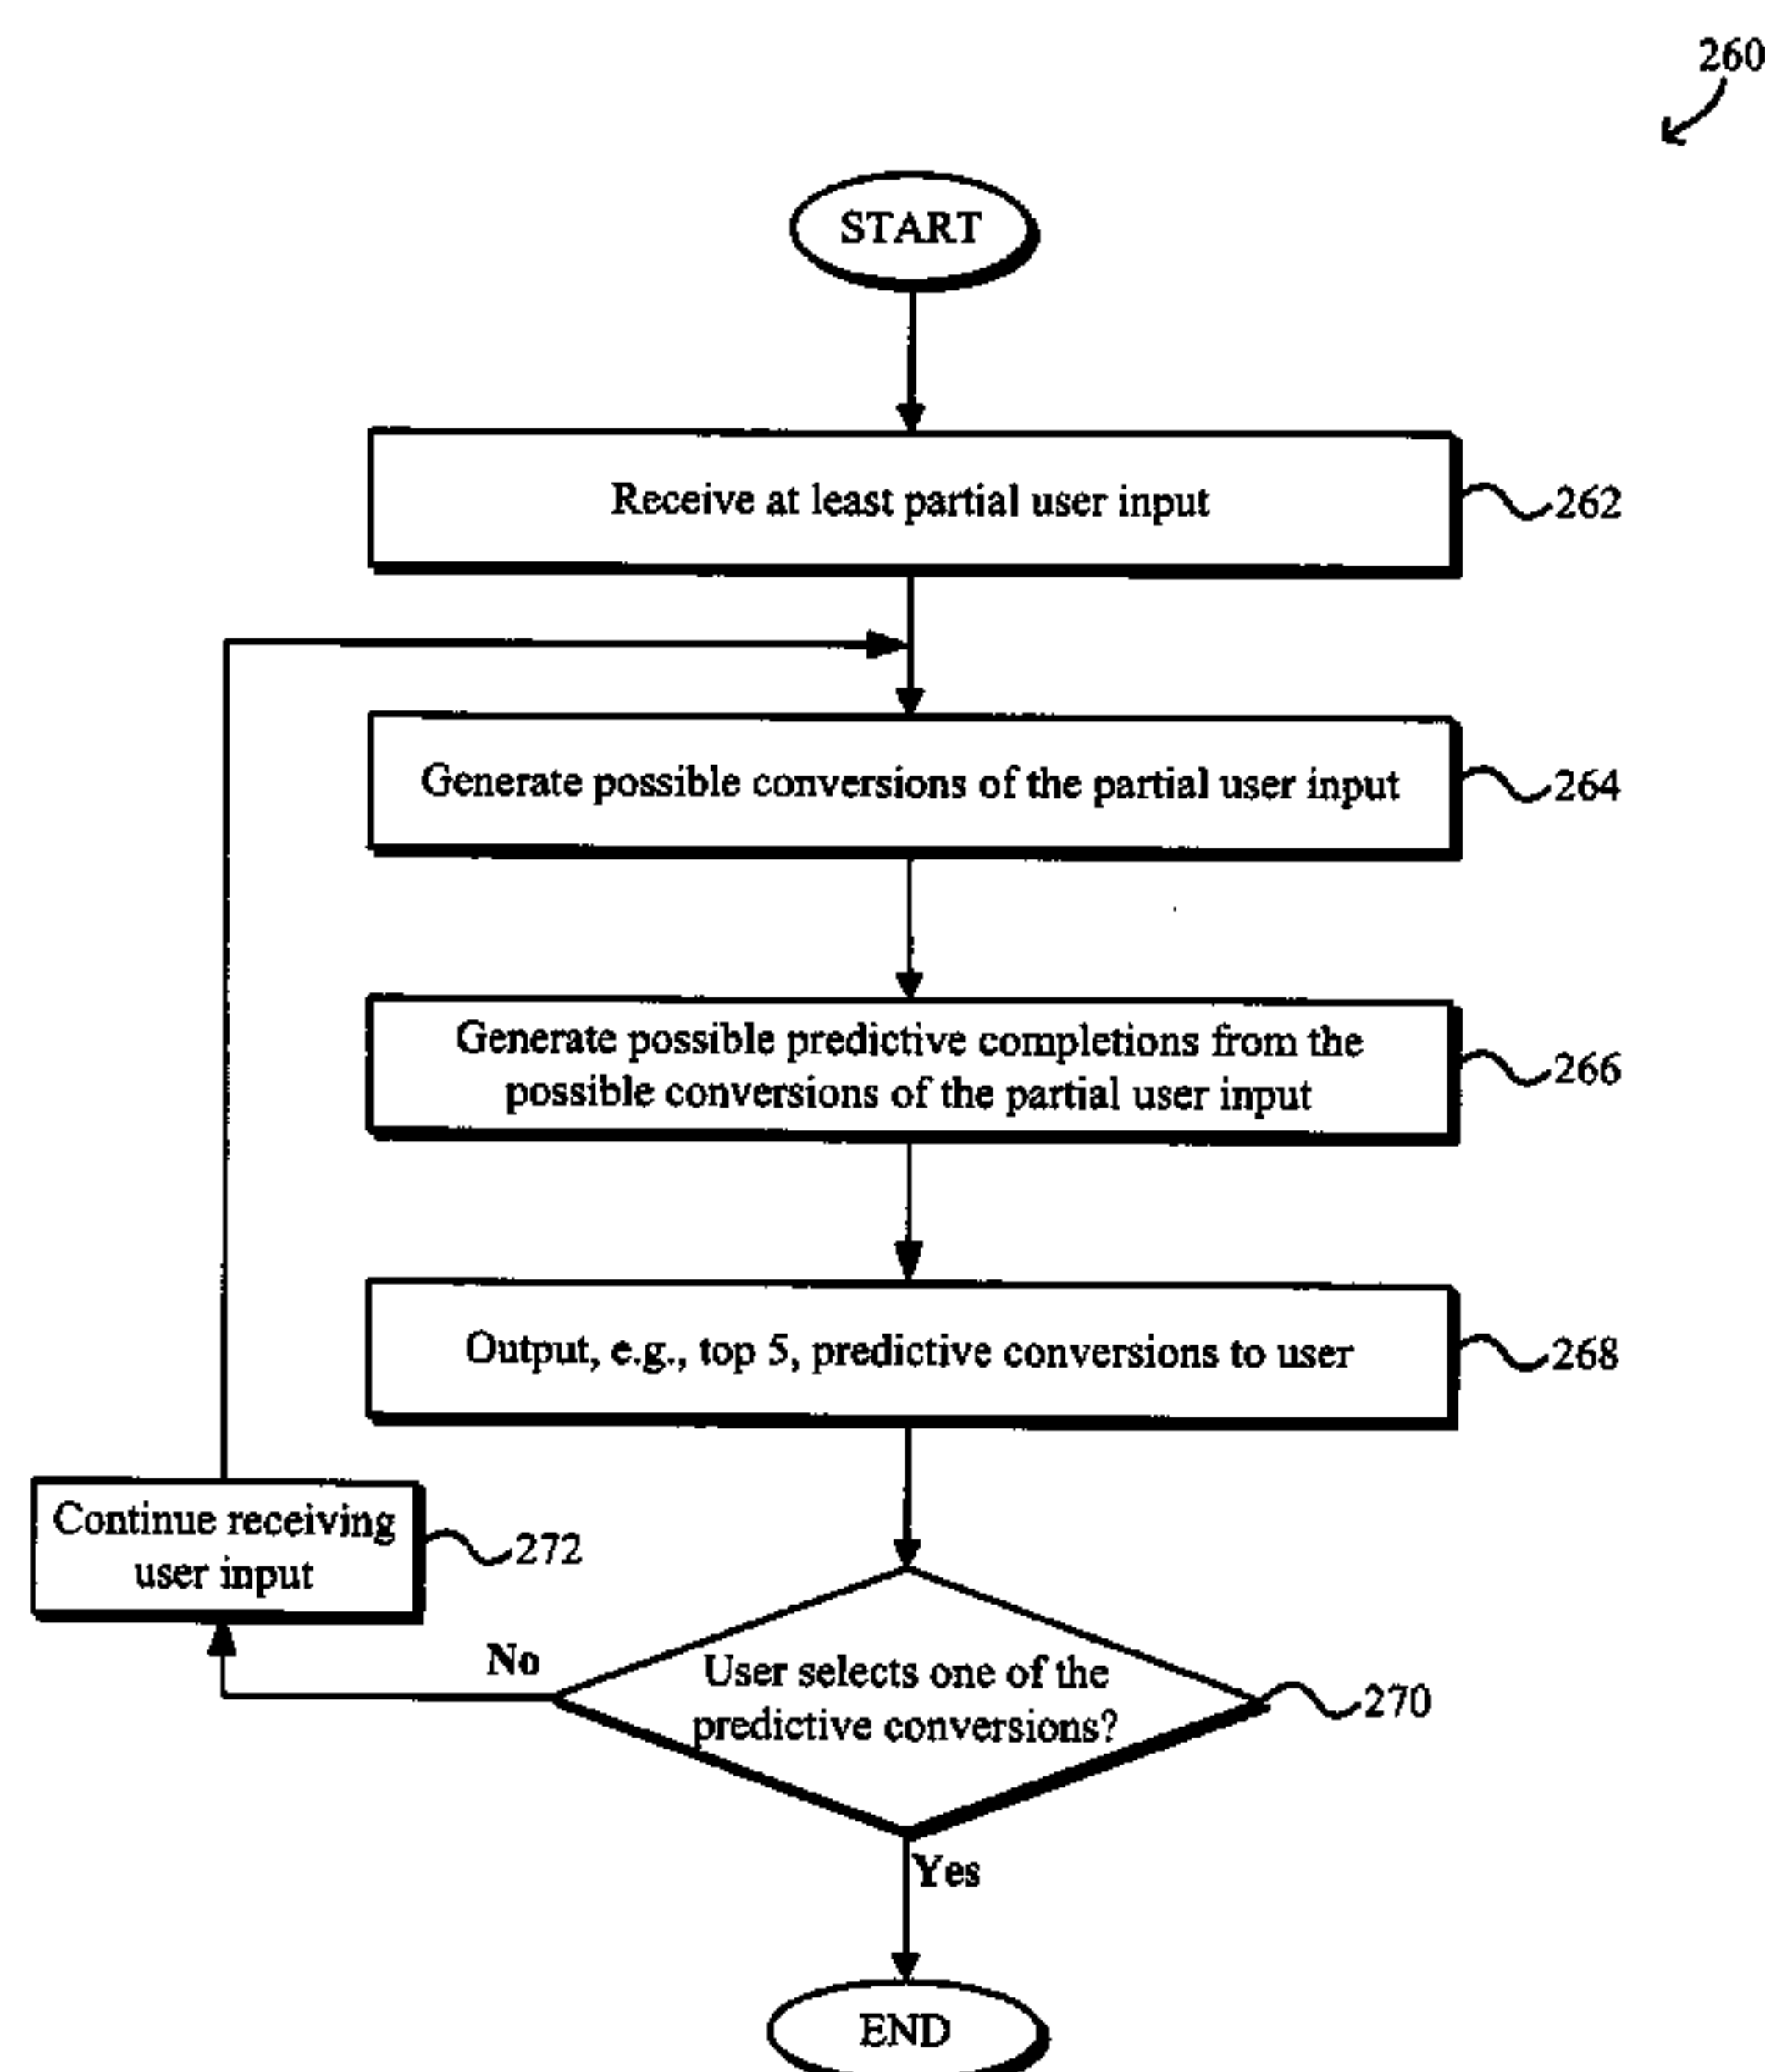 260
START
Receive at least partial user input
262
Generate possible conversions of the partial user input
264
Generate possible predictive completions from the
possible conversions of the partial user input
266
Output, e.g., top 5, predictive conversions to user
268
Continue receiving
user input
272
No
User selects one of the
predictive conversions?
270
Yes
END